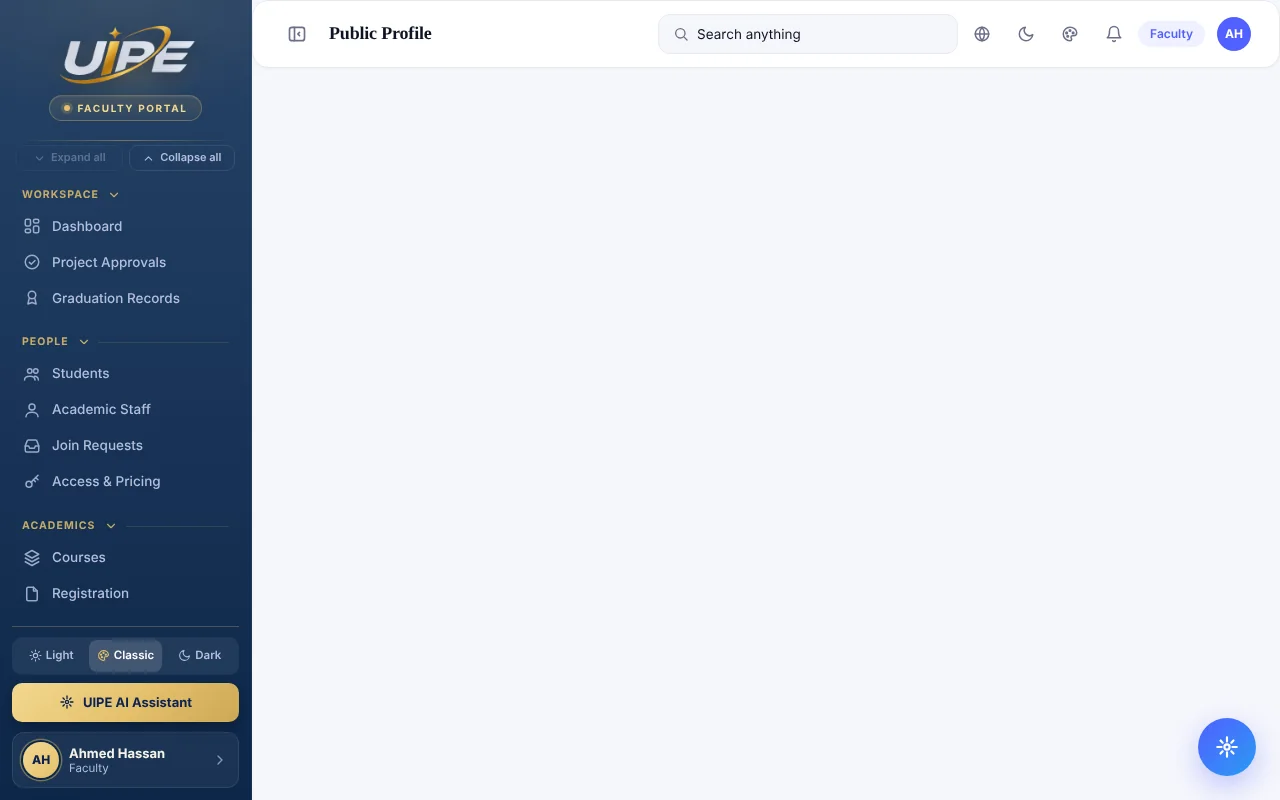 UIPE
FACULTY PORTAL
Expand all
Collapse all
WORKSPACE
Dashboard
Project Approvals
Graduation Records
PEOPLE
Students
Academic Staff
Join Requests
Access & Pricing
ACADEMICS
Courses
Registration
Light
Classic
Dark
UIPE AI Assistant
AH
Ahmed Hassan
Faculty
Public Profile
Search anything
Faculty
AH